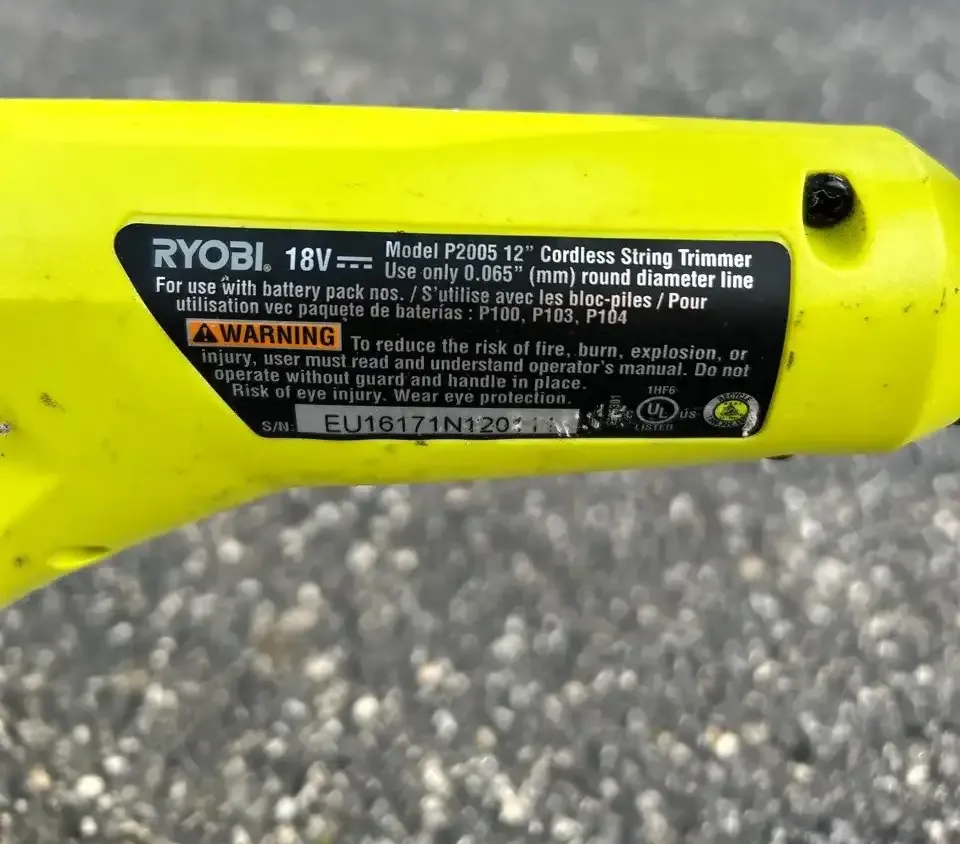 RYOBI® 18V Model P2005 12" Cordless String Trimmer
Use only 0.065" (mm) round diameter line
For use with battery pack nos. / S'utilise avec les bloc-piles / Pour
utilisation vec paquete de baterías : P100, P103, P104
WARNING To reduce the risk of fire, burn, explosion, or
injury, user must read and understand operator's manual. Do not
operate without guard and handle in place.
Risk of eye injury. Wear eye protection.
S/N: EU16171N120
1HF6
c UL US
LISTED
RECYCLE